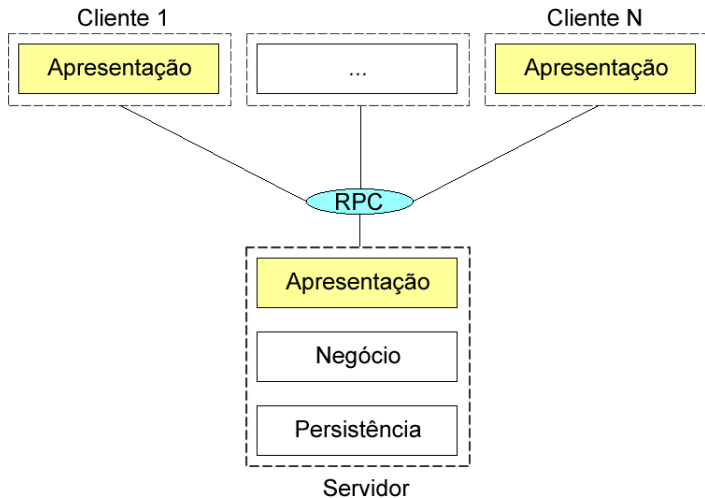 Cliente 1
Cliente N
Apresentação
...
Apresentação
RPC
Apresentação
Negócio
Persistência
Servidor